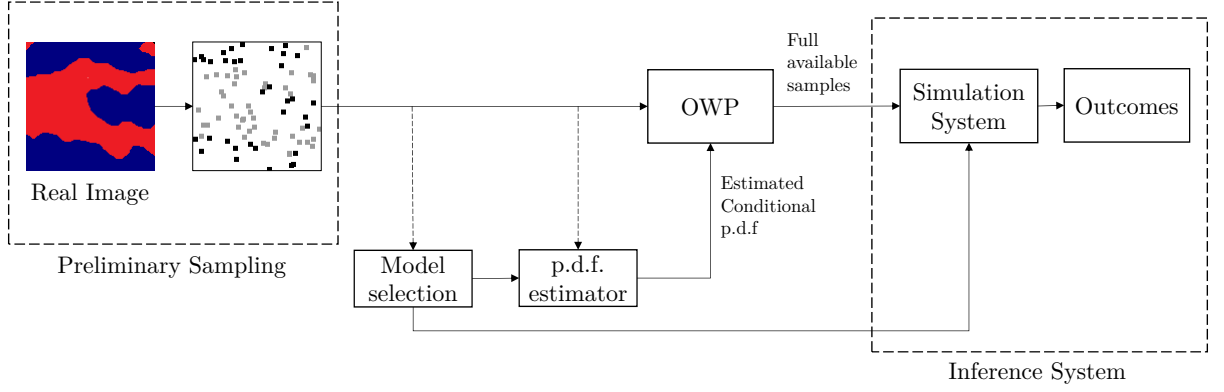 Real Image
Preliminary Sampling
Model
selection
p.d.f.
estimator
OWP
Estimated
Conditional
p.d.f
Full
available
samples
Simulation
System
Outcomes
Inference System